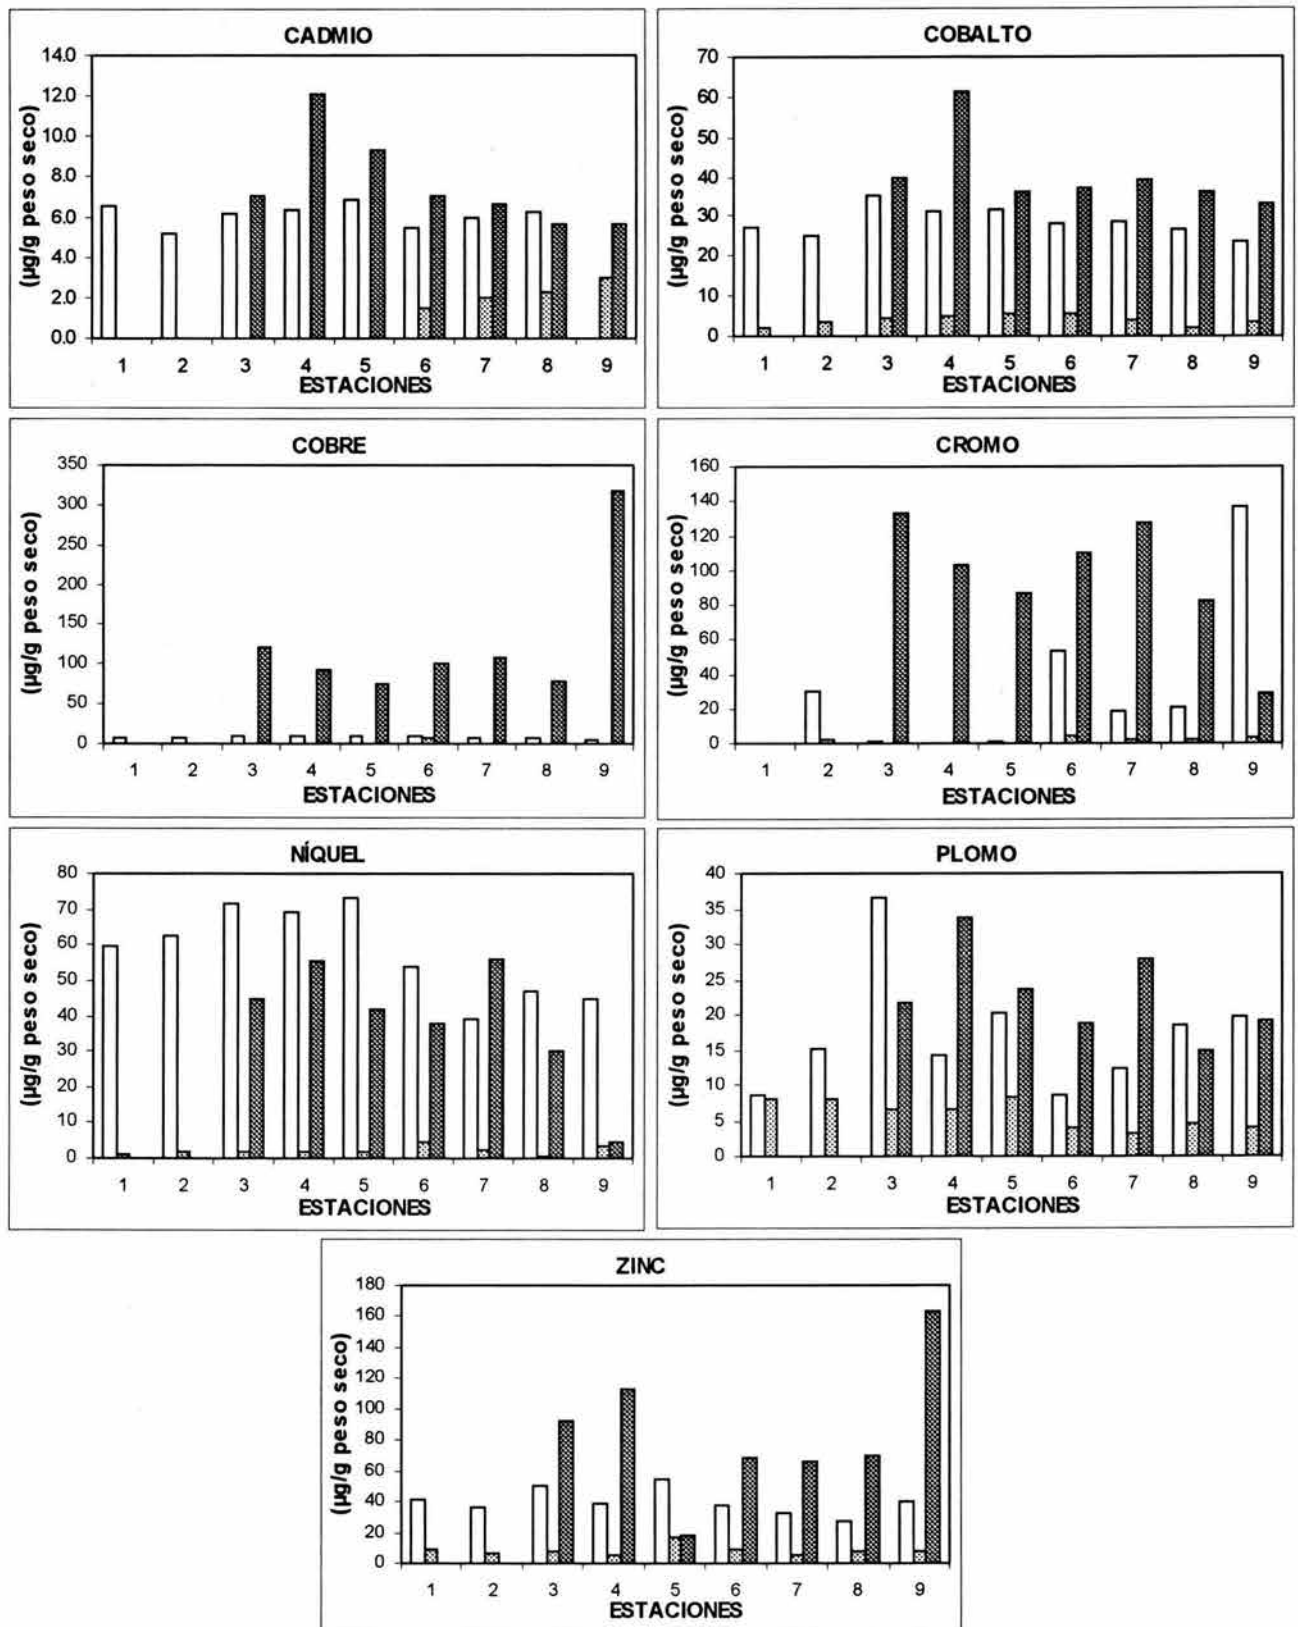 CADMIO
(µg/g peso seco)
14.0
12.0
10.0
8.0
6.0
4.0
2.0
0.0
1 2 3 4 5 6 7 8 9
ESTACIONES
COBALTO
(µg/g peso seco)
70
60
50
40
30
20
10
0
1 2 3 4 5 6 7 8 9
ESTACIONES
COBRE
(µg/g peso seco)
350
300
250
200
150
100
50
0
1 2 3 4 5 6 7 8 9
ESTACIONES
CROMO
(µg/g peso seco)
160
140
120
100
80
60
40
20
0
1 2 3 4 5 6 7 8 9
ESTACIONES
NÍQUEL
(µg/g peso seco)
80
70
60
50
40
30
20
10
0
1 2 3 4 5 6 7 8 9
ESTACIONES
PLOMO
(µg/g peso seco)
40
35
30
25
20
15
10
5
0
1 2 3 4 5 6 7 8 9
ESTACIONES
ZINC
(µg/g peso seco)
180
160
140
120
100
80
60
40
20
0
1 2 3 4 5 6 7 8 9
ESTACIONES